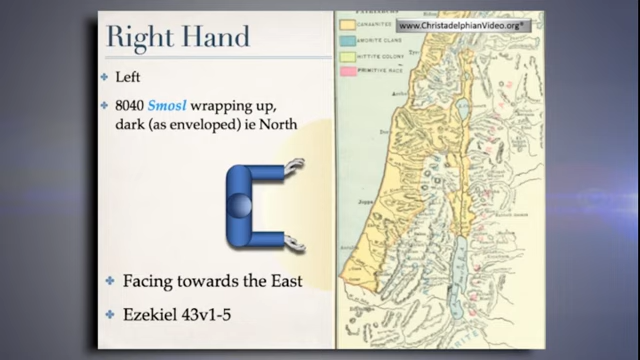 Right Hand
Left
8040 Smosl wrapping up,
dark (as enveloped) ie North
Facing towards the East
Ezekiel 43v1-5
www.ChristadelphianVideo.org®
CANAANITES
AMORITE CLANS
HITTITE COLONY
PRIMITIVE RACE
Joppa